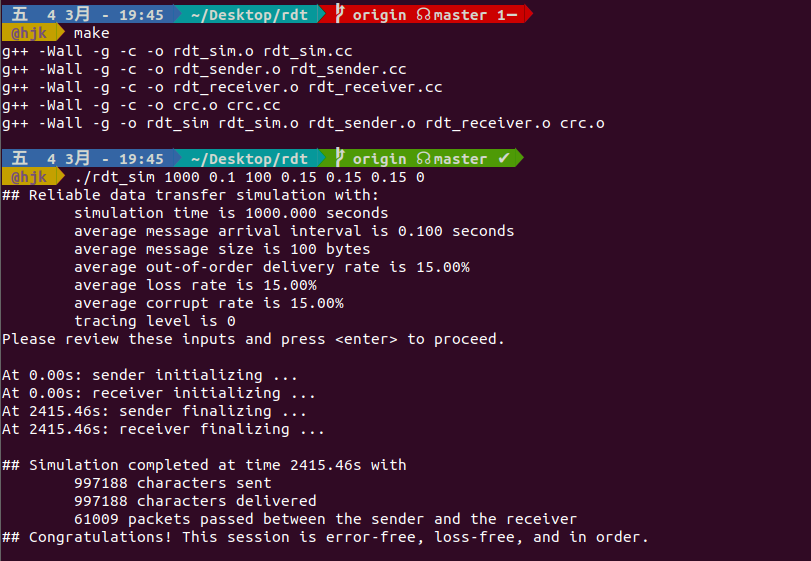 五 4 3月 - 19:45 ~/Desktop/rdt origin master 1
@hjk make
g++ -Wall -g -c -o rdt_sim.o rdt_sim.cc
g++ -Wall -g -c -o rdt_sender.o rdt_sender.cc
g++ -Wall -g -c -o rdt_receiver.o rdt_receiver.cc
g++ -Wall -g -c -o crc.o crc.cc
g++ -Wall -g -o rdt_sim rdt_sim.o rdt_sender.o rdt_receiver.o crc.o
五 4 3月 - 19:45 ~/Desktop/rdt origin master ✔
@hjk ./rdt_sim 1000 0.1 100 0.15 0.15 0.15 0
## Reliable data transfer simulation with:
simulation time is 1000.000 seconds
average message arrival interval is 0.100 seconds
average message size is 100 bytes
average out-of-order delivery rate is 15.00%
average loss rate is 15.00%
average corrupt rate is 15.00%
tracing level is 0
Please review these inputs and press <enter> to proceed.
At 0.00s: sender initializing ...
At 0.00s: receiver initializing ...
At 2415.46s: sender finalizing ...
At 2415.46s: receiver finalizing ...
## Simulation completed at time 2415.46s with
997188 characters sent
997188 characters delivered
61009 packets passed between the sender and the receiver
## Congratulations! This session is error-free, loss-free, and in order.